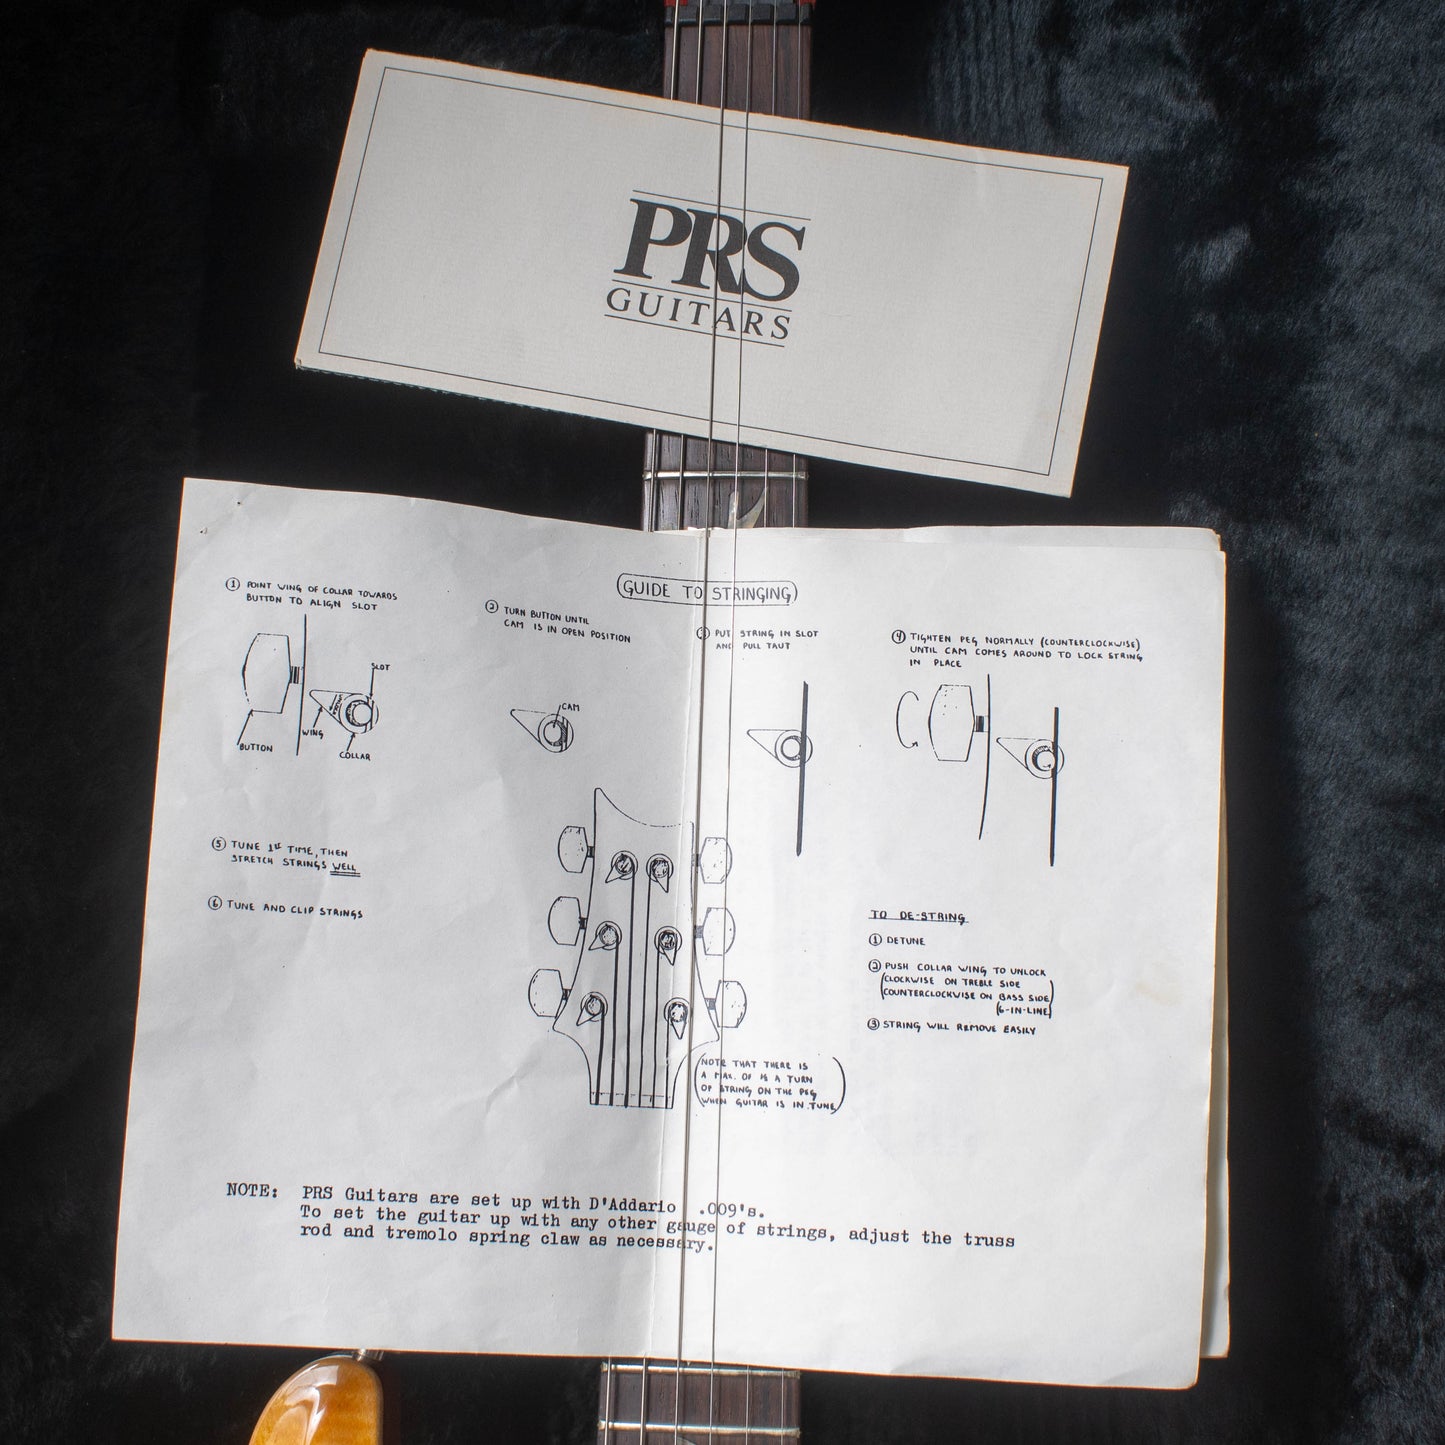 PRS
GUITARS
GUIDE TO STRINGING
① POINT WING OF COLLAR TOWARDS
BUTTON TO ALIGN SLOT
SLOT
WING
BUTTON
COLLAR
② TURN BUTTON UNTIL
CAM IS IN OPEN POSITION
CAM
③ PUT STRING IN SLOT
AND PULL TAUT
④ TIGHTEN PEG NORMALLY (COUNTERCLOCKWISE)
UNTIL CAM COMES AROUND TO LOCK STRING
IN PLACE
⑤ TUNE 1ST TIME, THEN
STRETCH STRINGS WELL
⑥ TUNE AND CLIP STRINGS
TO DE-STRING
① DETUNE
② PUSH COLLAR WING TO UNLOCK
(CLOCKWISE ON TREBLE SIDE
COUNTERCLOCKWISE ON BASS SIDE)
(6-IN-LINE)
③ STRING WILL REMOVE EASILY
(NOTE THAT THERE IS
A MAX. OF ½ A TURN
OF STRING ON THE PEG
WHEN GUITAR IS IN TUNE)
NOTE: PRS Guitars are set up with D'Addario .009's.
To set the guitar up with any other gauge of strings, adjust the truss
rod and tremolo spring claw as necessary.